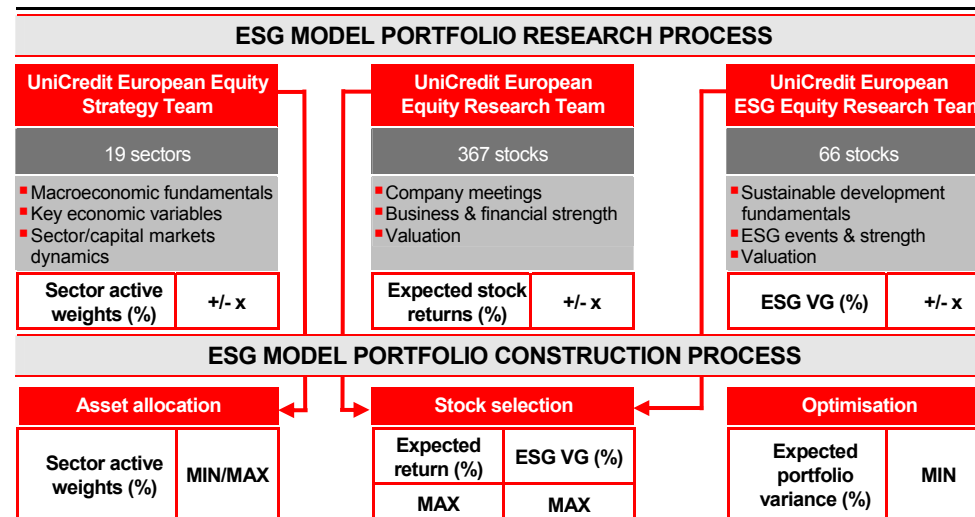 ESG MODEL PORTFOLIO RESEARCH PROCESS
UniCredit European Equity
Strategy Team
19 sectors
Macroeconomic fundamentals
Key economic variables
Sector/capital markets
dynamics
Sector active
weights (%)
+/- x
UniCredit European
Equity Research Team
367 stocks
Company meetings
Business & financial strength
Valuation
Expected stock
returns (%)
+/- x
UniCredit European
ESG Equity Research Team
66 stocks
Sustainable development
fundamentals
ESG events & strength
Valuation
ESG VG (%)
+/- x
ESG MODEL PORTFOLIO CONSTRUCTION PROCESS
Asset allocation
Sector active
weights (%)
MIN/MAX
Stock selection
Expected
return (%)
ESG VG (%)
MAX
MAX
Optimisation
Expected
portfolio
variance (%)
MIN